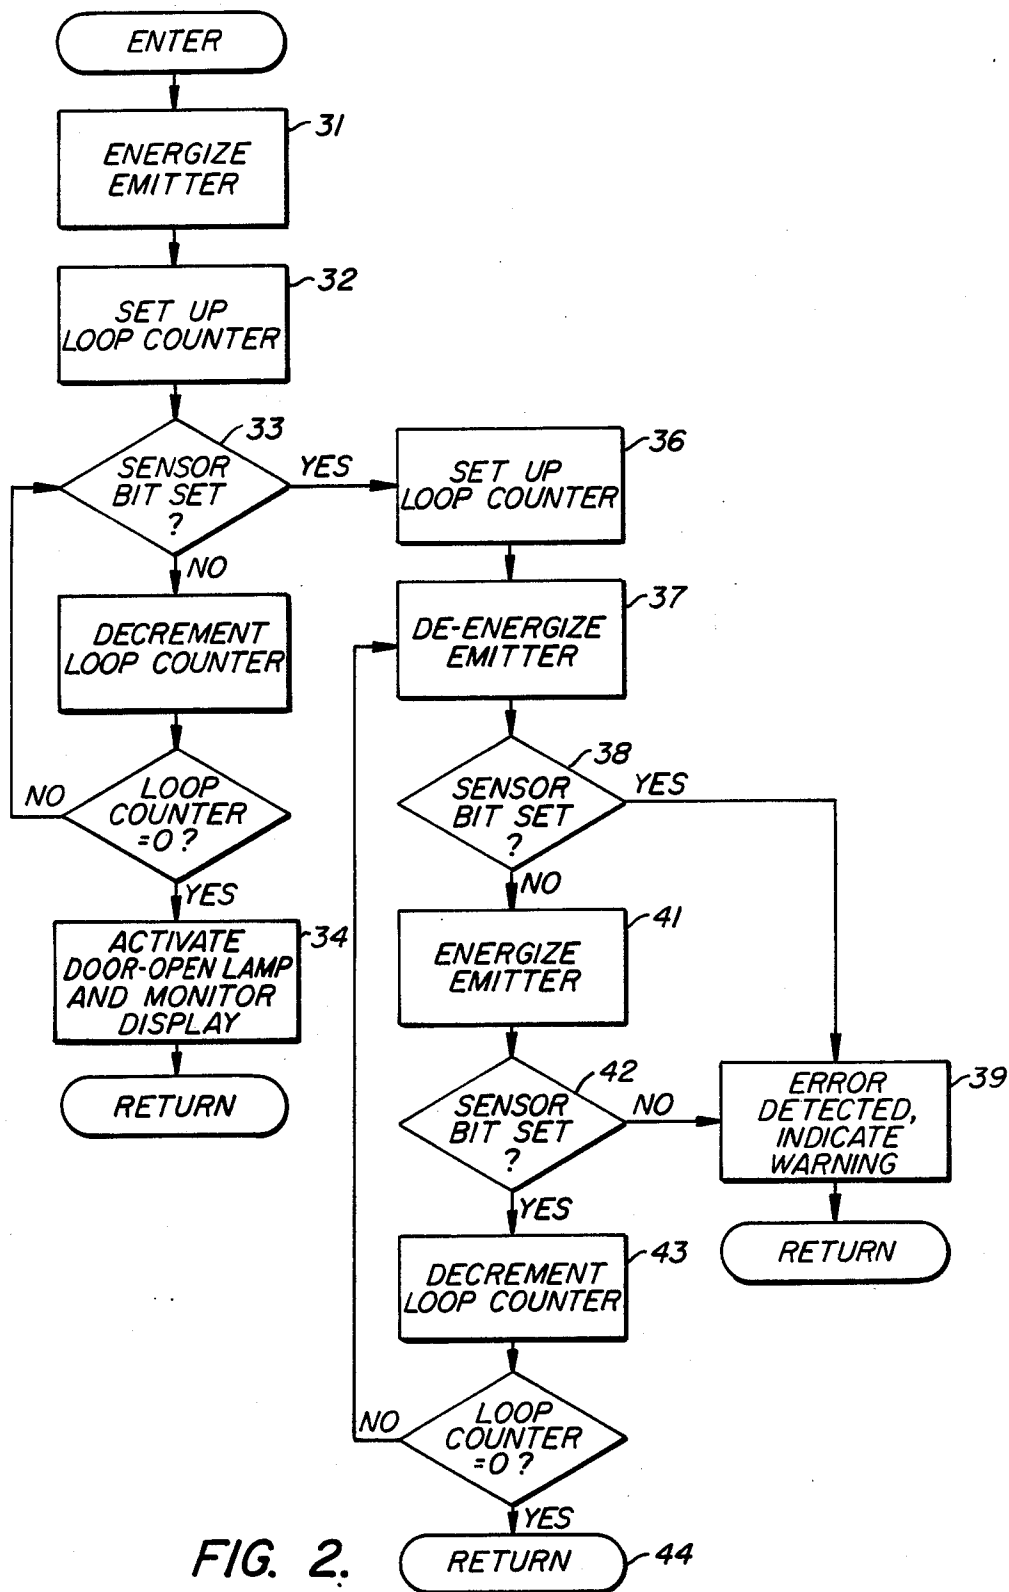 ENTER
31
ENERGIZE
EMITTER
32
SET UP
LOOP COUNTER
33
SENSOR
BIT SET
?
YES
NO
DECREMENT
LOOP COUNTER
LOOP
COUNTER
=0 ?
NO
YES
34
ACTIVATE
DOOR-OPEN LAMP
AND MONITOR
DISPLAY
RETURN
36
SET UP
LOOP COUNTER
37
DE-ENERGIZE
EMITTER
38
SENSOR
BIT SET
?
YES
NO
41
ENERGIZE
EMITTER
42
SENSOR
BIT SET
?
NO
YES
39
ERROR
DETECTED,
INDICATE
WARNING
RETURN
43
DECREMENT
LOOP COUNTER
LOOP
COUNTER
=0 ?
NO
YES
RETURN
44
FIG. 2.